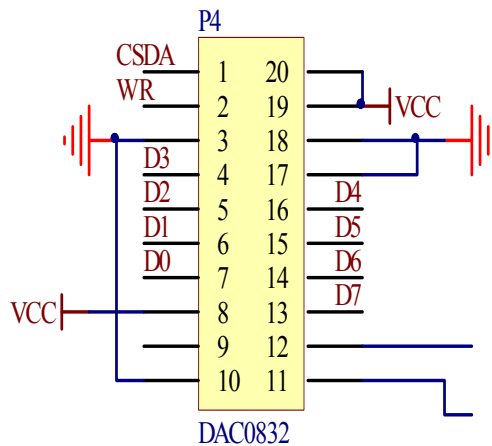 P4
CSDA 1 20
WR 2 19 VCC
3 18
D3 4 17
D2 5 16 D4
D1 6 15 D5
D0 7 14 D6
VCC 8 13 D7
9 12
10 11
DAC0832